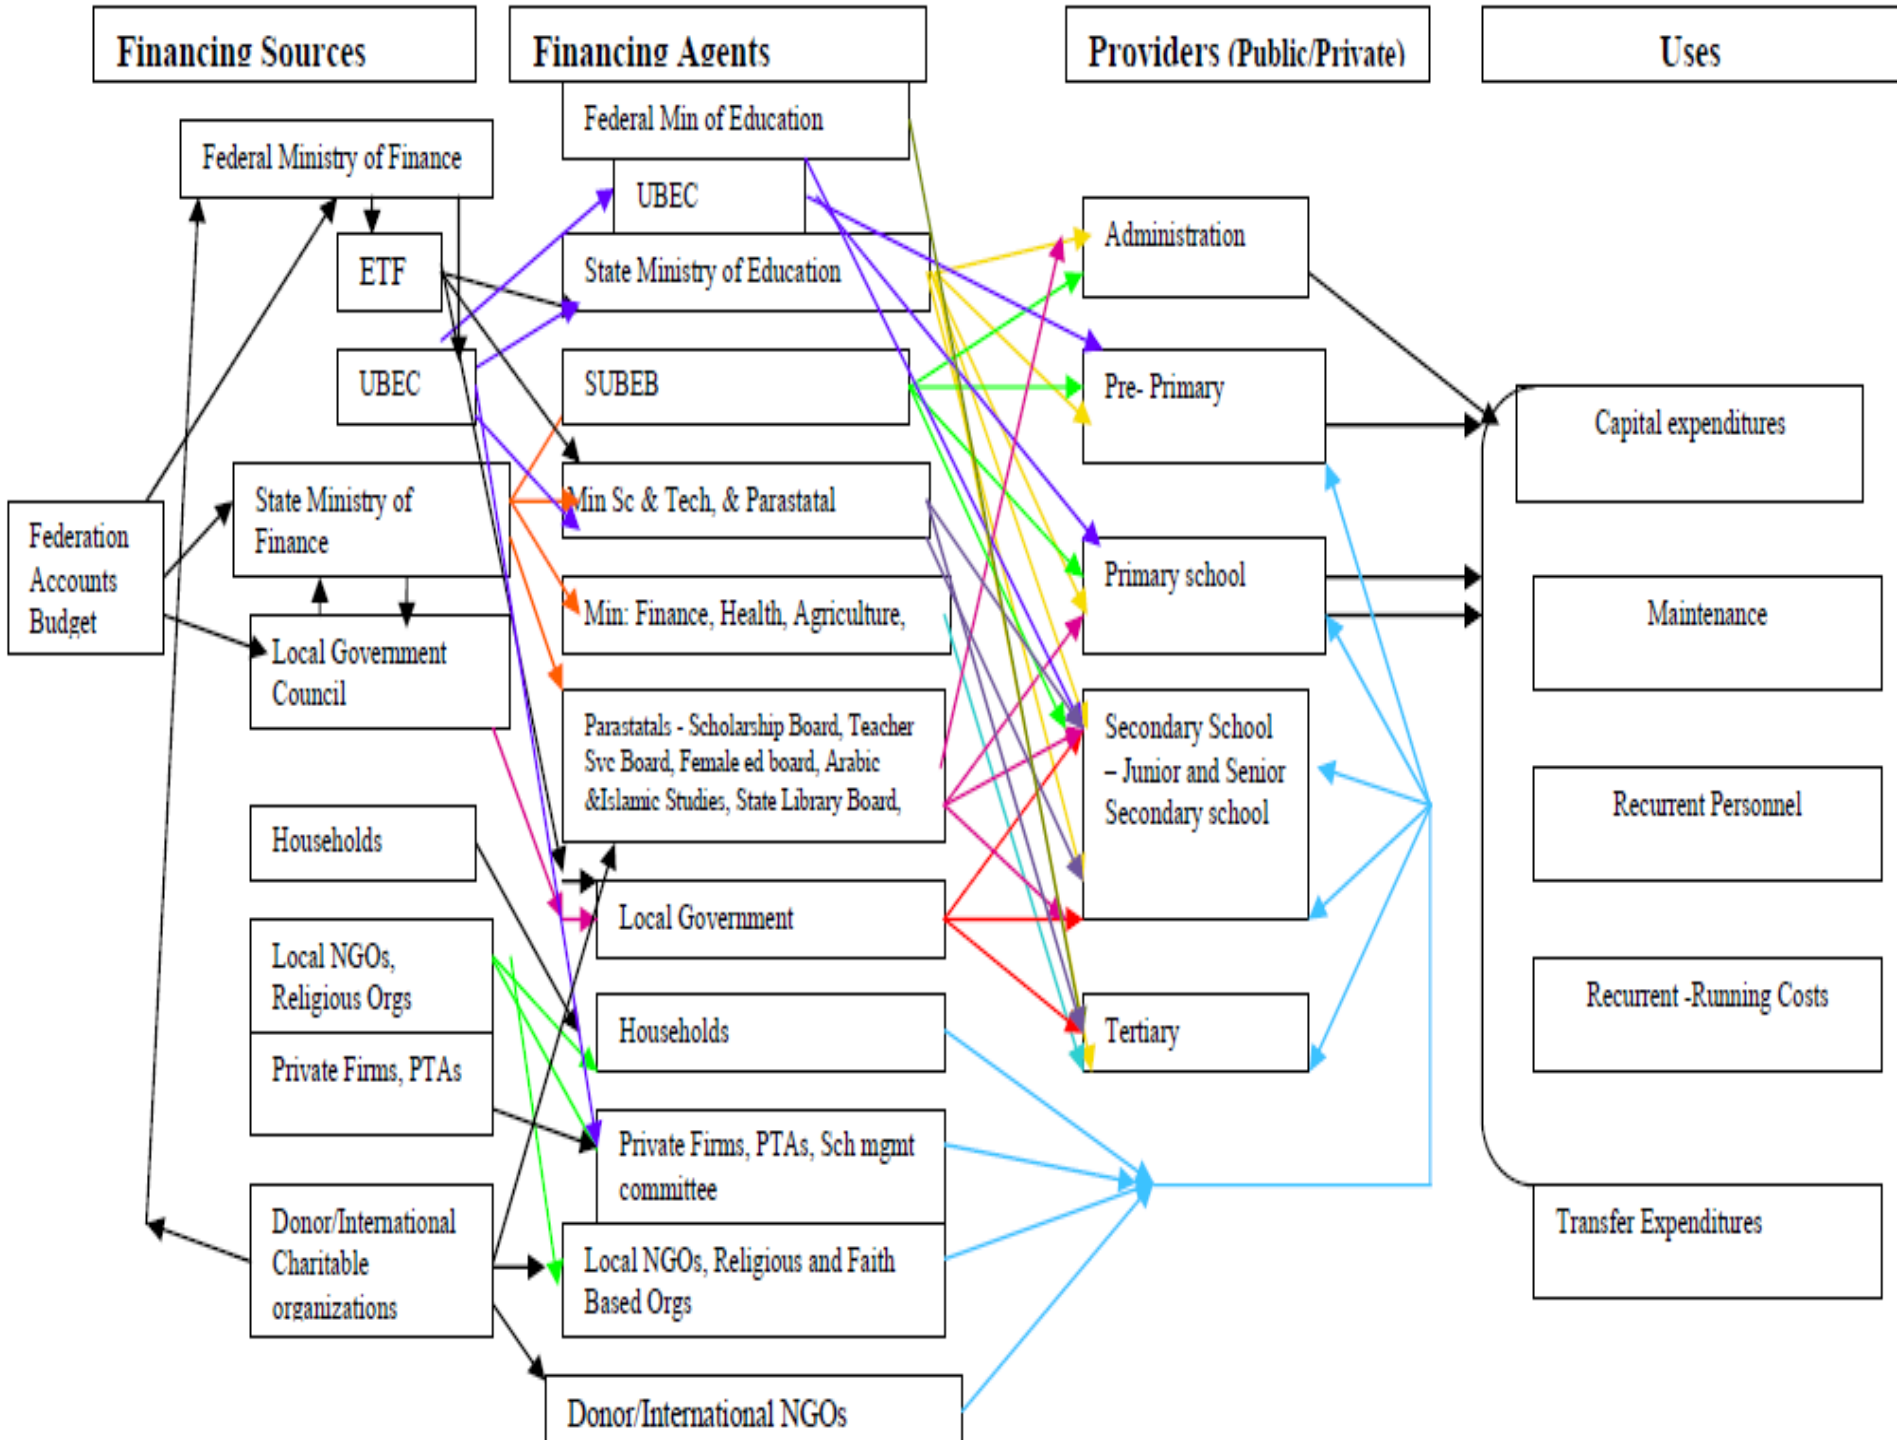 Financing Sources
Financing Agents
Providers (Public/Private)
Uses
Federal Ministry of Finance
ETF
UBEC
Federation
Accounts
Budget
State Ministry of
Finance
Local Government
Council
Households
Local NGOs,
Religious Orgs
Private Firms, PTAs
Donor/International
Charitable
organizations
Federal Min of Education
UBEC
State Ministry of Education
SUBEB
Min Sc & Tech, & Parastatal
Min: Finance, Health, Agriculture,
Parastatals - Scholarship Board, Teacher
Svc Board, Female ed board, Arabic
&Islamic Studies, State Library Board,
Local Government
Households
Private Firms, PTAs, Sch mgmt
committee
Local NGOs, Religious and Faith
Based Orgs
Donor/International NGOs
Administration
Pre- Primary
Primary school
Secondary School
– Junior and Senior
Secondary school
Tertiary
Capital expenditures
Maintenance
Recurrent Personnel
Recurrent -Running Costs
Transfer Expenditures